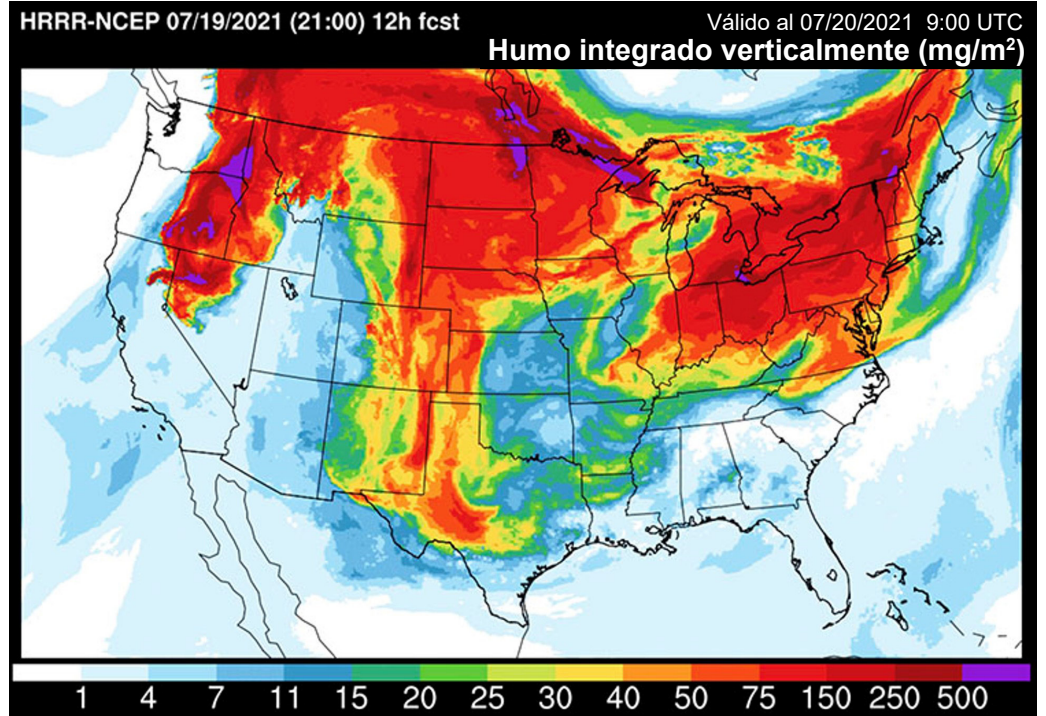 HRRR-NCEP 07/19/2021 (21:00) 12h fcst
Válido al 07/20/2021 9:00 UTC
Humo integrado verticalmente (mg/m²)
1 4 7 11 15 20 25 30 40 50 75 150 250 500